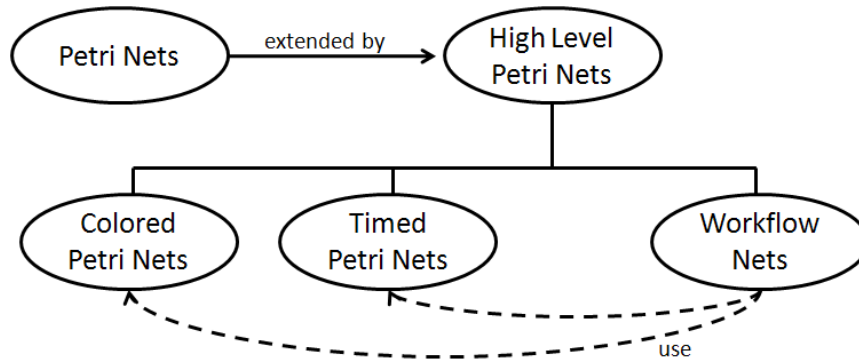 Petri Nets
extended by
High Level
Petri Nets
Colored
Petri Nets
Timed
Petri Nets
Workflow
Nets
use